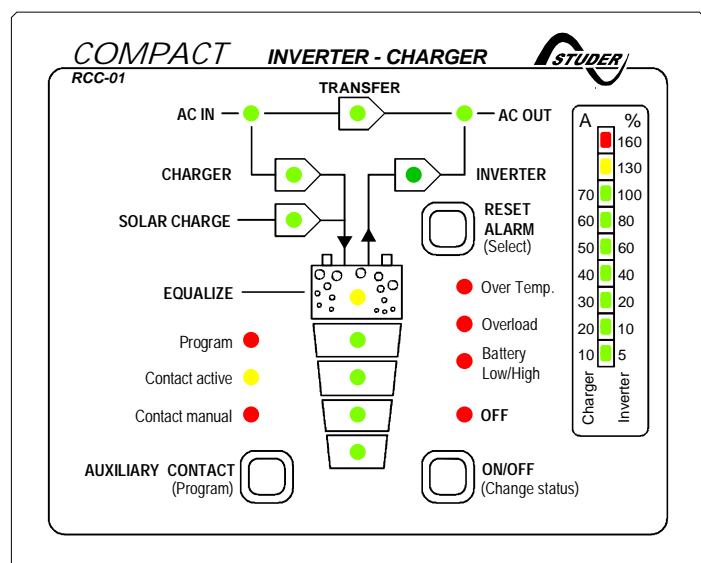 COMPACT INVERTER - CHARGER STUDER
RCC-01
TRANSFER
AC IN
AC OUT
CHARGER
INVERTER
SOLAR CHARGE
RESET
ALARM
(Select)
EQUALIZE
Over Temp.
Program
Overload
Contact active
Battery
Low/High
Contact manual
OFF
AUXILIARY CONTACT
(Program)
ON/OFF
(Change status)
A %
160
130
70 100
60 80
50 60
40 40
30 20
20 10
10 5
Charger
Inverter